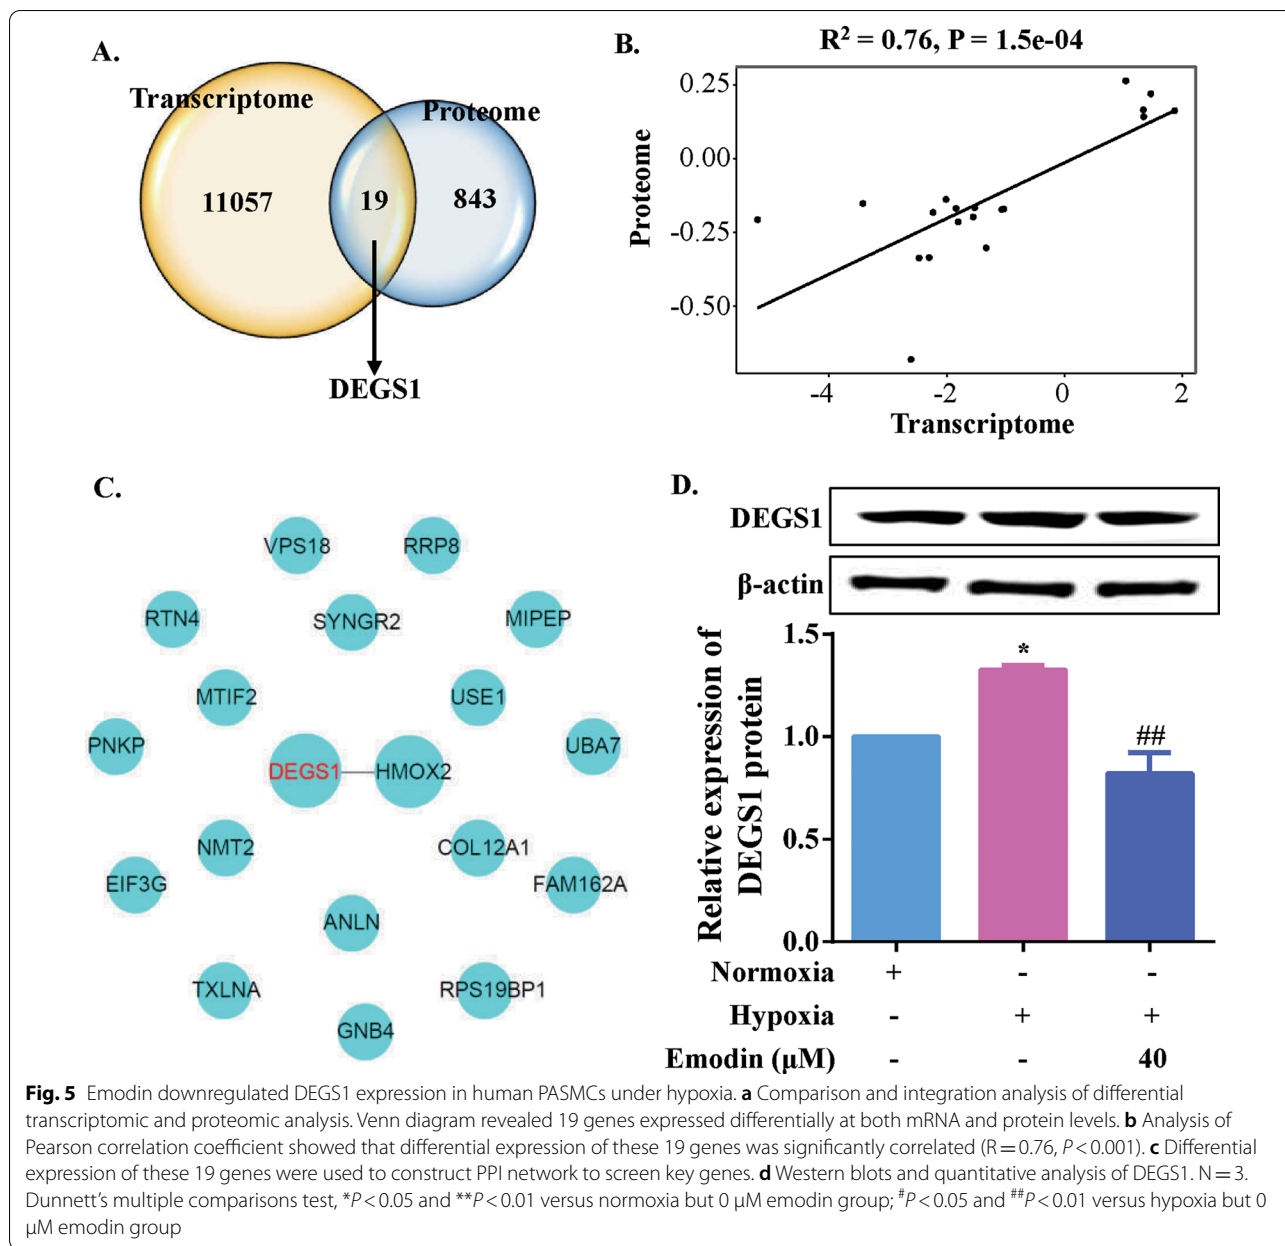 A.
Transcriptome
Proteome
11057
19
843
DEGS1
B.
R² = 0.76, P = 1.5e-04
Proteome
0.25
0.00
-0.25
-0.50
-4
-2
0
2
Transcriptome
C.
VPS18
RRP8
RTN4
SYNGR2
MIPEP
MTIF2
USE1
PNKP
UBA7
DEGS1
HMOX2
NMT2
COL12A1
EIF3G
FAM162A
ANLN
TXLNA
RPS19BP1
GNB4
D.
DEGS1
β-actin
Relative expression of
DEGS1 protein
1.5
1.0
0.5
0.0
*
##
Normoxia + - -
Hypoxia - + +
Emodin (μM) - - 40
Fig. 5 Emodin downregulated DEGS1 expression in human PASMCs under hypoxia. a Comparison and integration analysis of differential
transcriptomic and proteomic analysis. Venn diagram revealed 19 genes expressed differentially at both mRNA and protein levels. b Analysis of
Pearson correlation coefficient showed that differential expression of these 19 genes was significantly correlated (R = 0.76, P < 0.001). c Differential
expression of these 19 genes were used to construct PPI network to screen key genes. d Western blots and quantitative analysis of DEGS1. N = 3.
Dunnett's multiple comparisons test, *P < 0.05 and **P < 0.01 versus normoxia but 0 μM emodin group; #P < 0.05 and ##P < 0.01 versus hypoxia but 0
μM emodin group